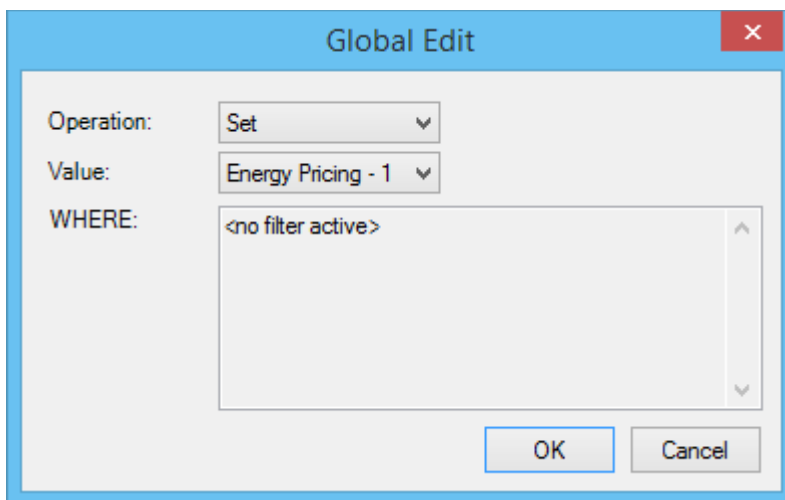 Global Edit
Operation: Set
Value: Energy Pricing - 1
WHERE: <no filter active>
OK Cancel